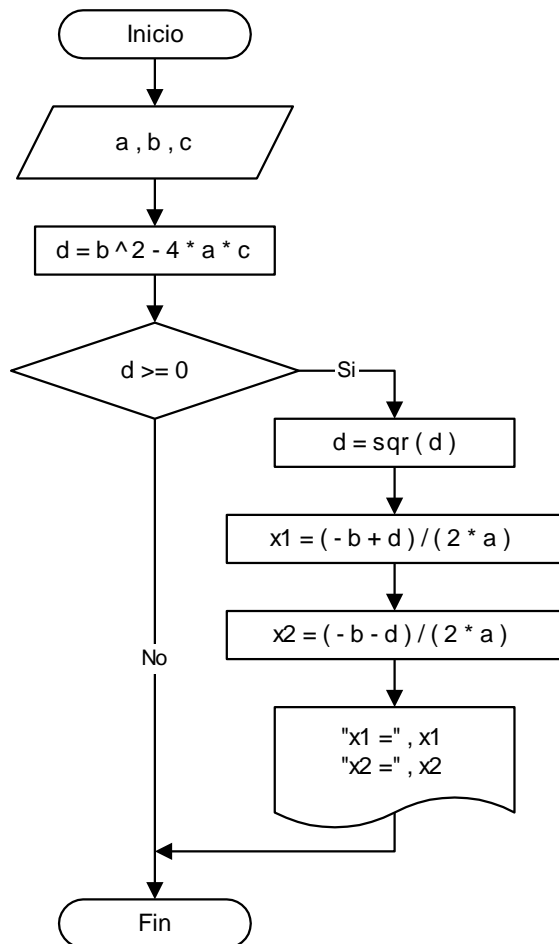 Inicio
a , b , c
d = b ^ 2 - 4 * a * c
d >= 0
Si
d = sqr ( d )
x1 = ( - b + d ) / ( 2 * a )
x2 = ( - b - d ) / ( 2 * a )
No
"x1 =" , x1
"x2 =" , x2
Fin